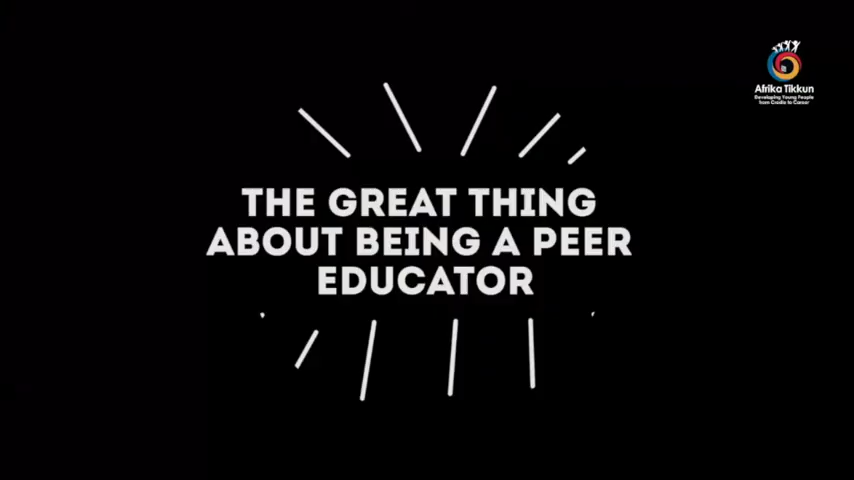 Afrika Tikkun
Developing Young People
from Cradle to Career
THE GREAT THING
ABOUT BEING A PEER
EDUCATOR